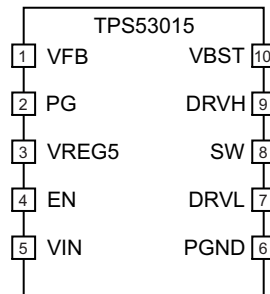 TPS53015
1 VFB VBST 10
2 PG DRVH 9
3 VREG5 SW 8
4 EN DRVL 7
5 VIN PGND 6